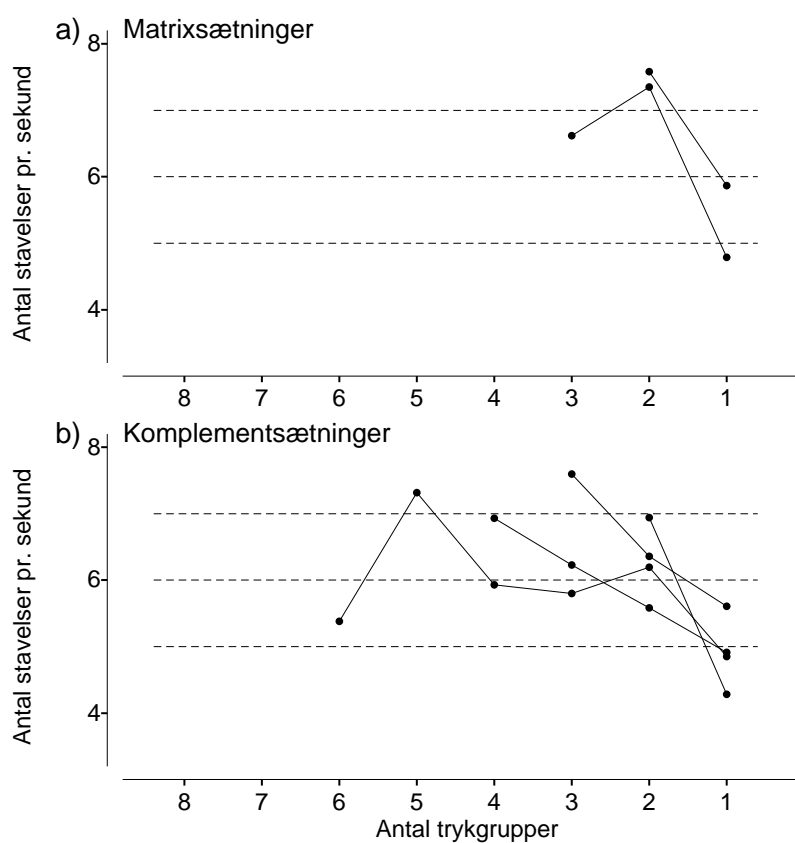 a) Matrixsætninger
Antal stavelser pr. sekund
8
6
4
8 7 6 5 4 3 2 1
b) Komplementsætninger
Antal stavelser pr. sekund
8
6
4
8 7 6 5 4 3 2 1
Antal trykgrupper